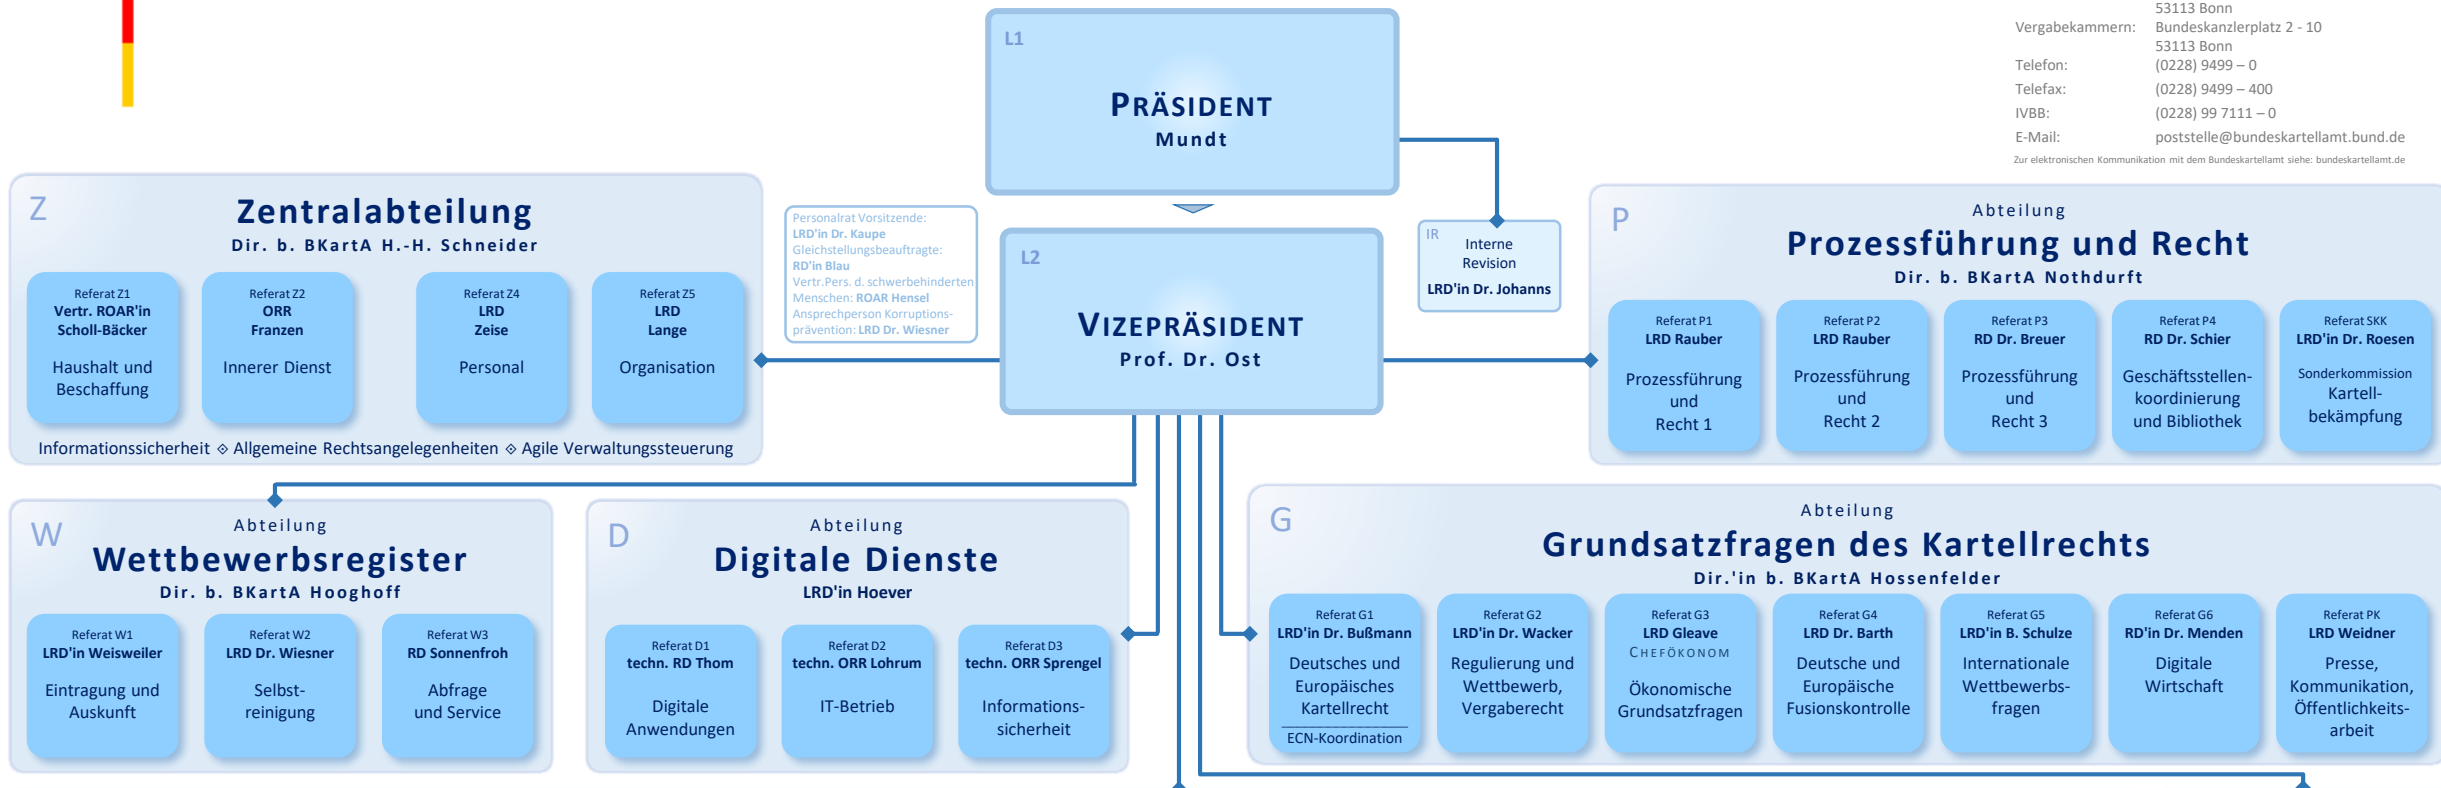 53113 Bonn
Vergabekammern: Bundeskanzlerplatz 2 - 10
53113 Bonn
Telefon: (0228) 9499 – 0
Telefax: (0228) 9499 – 400
IVBB: (0228) 99 7111 – 0
E-Mail: poststelle@bundeskartellamt.bund.de
Zur elektronischen Kommunikation mit dem Bundeskartellamt siehe: bundeskartellamt.de
L1
PRÄSIDENT
Mundt
L2
VIZEPRÄSIDENT
Prof. Dr. Ost
Personalrat Vorsitzende:
LRD'in Dr. Kaupe
Gleichstellungsbeauftragte:
RD'in Blau
Vertr.Pers. d. schwerbehinderten
Menschen: ROAR Hensel
Ansprechperson Korruptions-
prävention: LRD Dr. Wiesner
IR
Interne
Revision
LRD'in Dr. Johanns
Z
Zentralabteilung
Dir. b. BKartA H.-H. Schneider
Referat Z1
Vertr. ROAR'in
Scholl-Bäcker
Haushalt und
Beschaffung
Referat Z2
ORR
Franzen
Innerer Dienst
Referat Z4
LRD
Zeise
Personal
Referat Z5
LRD
Lange
Organisation
Informationssicherheit ⟐ Allgemeine Rechtsangelegenheiten ⟐ Agile Verwaltungssteuerung
P
Abteilung
Prozessführung und Recht
Dir. b. BKartA Nothdurft
Referat P1
LRD Rauber
Prozessführung
und
Recht 1
Referat P2
LRD Rauber
Prozessführung
und
Recht 2
Referat P3
RD Dr. Breuer
Prozessführung
und
Recht 3
Referat P4
RD Dr. Schier
Geschäftsstellen-
koordinierung
und Bibliothek
Referat SKK
LRD'in Dr. Roesen
Sonderkommission
Kartell-
bekämpfung
W
Abteilung
Wettbewerbsregister
Dir. b. BKartA Hooghoff
Referat W1
LRD'in Weisweiler
Eintragung und
Auskunft
Referat W2
LRD Dr. Wiesner
Selbst-
reinigung
Referat W3
RD Sonnenfroh
Abfrage
und Service
D
Abteilung
Digitale Dienste
LRD'in Hoever
Referat D1
techn. RD Thom
Digitale
Anwendungen
Referat D2
techn. ORR Lohrum
IT-Betrieb
Referat D3
techn. ORR Sprengel
Informations-
sicherheit
G
Abteilung
Grundsatzfragen des Kartellrechts
Dir.'in b. BKartA Hossenfelder
Referat G1
LRD'in Dr. Bußmann
Deutsches und
Europäisches
Kartellrecht
ECN-Koordination
Referat G2
LRD'in Dr. Wacker
Regulierung und
Wettbewerb,
Vergaberecht
Referat G3
LRD Gleave
CHEFÖKONOM
Ökonomische
Grundsatzfragen
Referat G4
LRD Dr. Barth
Deutsche und
Europäische
Fusionskontrolle
Referat G5
LRD'in B. Schulze
Internationale
Wettbewerbs-
fragen
Referat G6
RD'in Dr. Menden
Digitale
Wirtschaft
Referat PK
LRD Weidner
Presse,
Kommunikation,
Öffentlichkeits-
arbeit